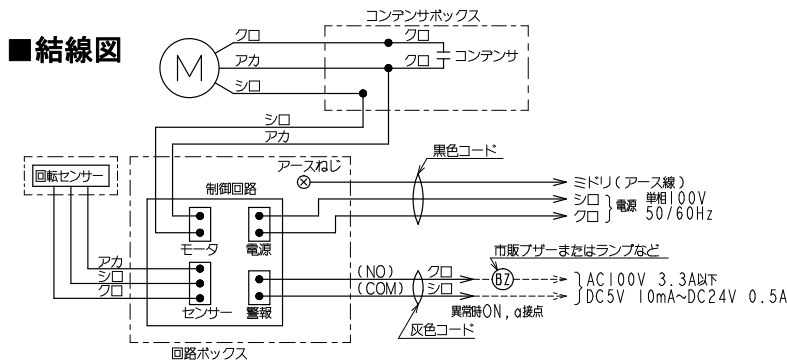 ■結線図
コンデンサボックス
クロ
クロ
アカ
クロ
コンデンサ
シロ
M
シロ
アカ
黒色コード
回転センサー
アースねじ
制御回路
ミドリ(アース線)
シロ
クロ
電源
単相100V
50/60Hz
モータ
電源
市販ブザーまたはランプなど
アカ
シロ
クロ
(NO)
クロ
(COM)
シロ
BZ
AC100V 3.3A以下
DC5V 10mA~DC24V 0.5A
センサー
警報
異常時ON,a接点
灰色コード
回路ボックス